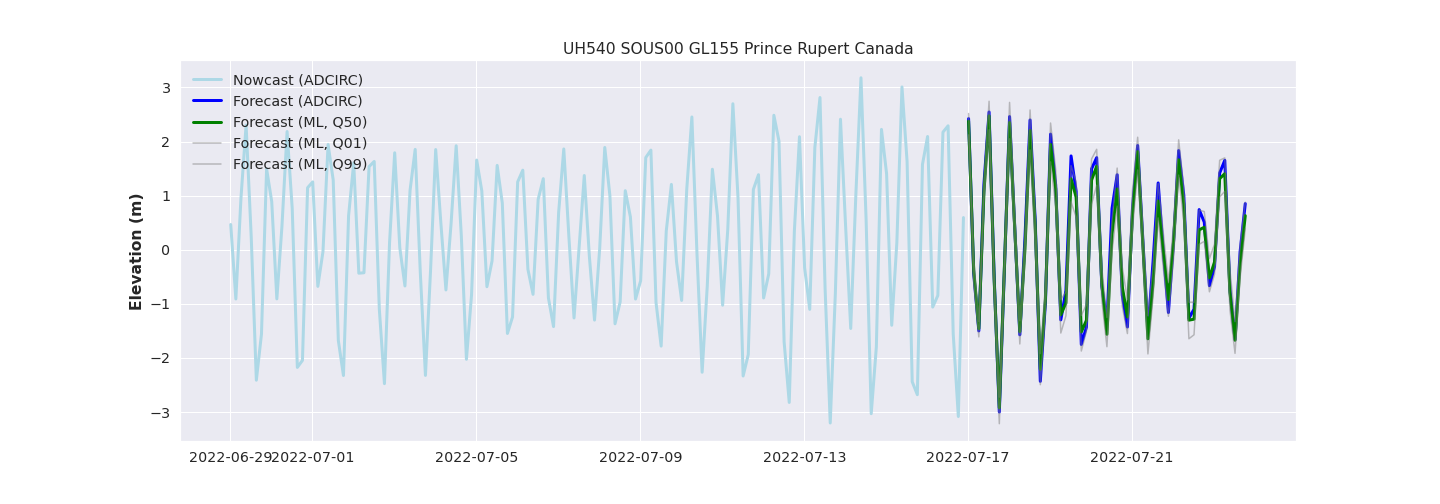 UH540 SOUS00 GL155 Prince Rupert Canada
Nowcast (ADCIRC)
Forecast (ADCIRC)
Forecast (ML, Q50)
Forecast (ML, Q01)
Forecast (ML, Q99)
Elevation (m)
3
2
1
0
−1
−2
−3
2022-06-29 2022-07-01 2022-07-05 2022-07-09 2022-07-13 2022-07-17 2022-07-21